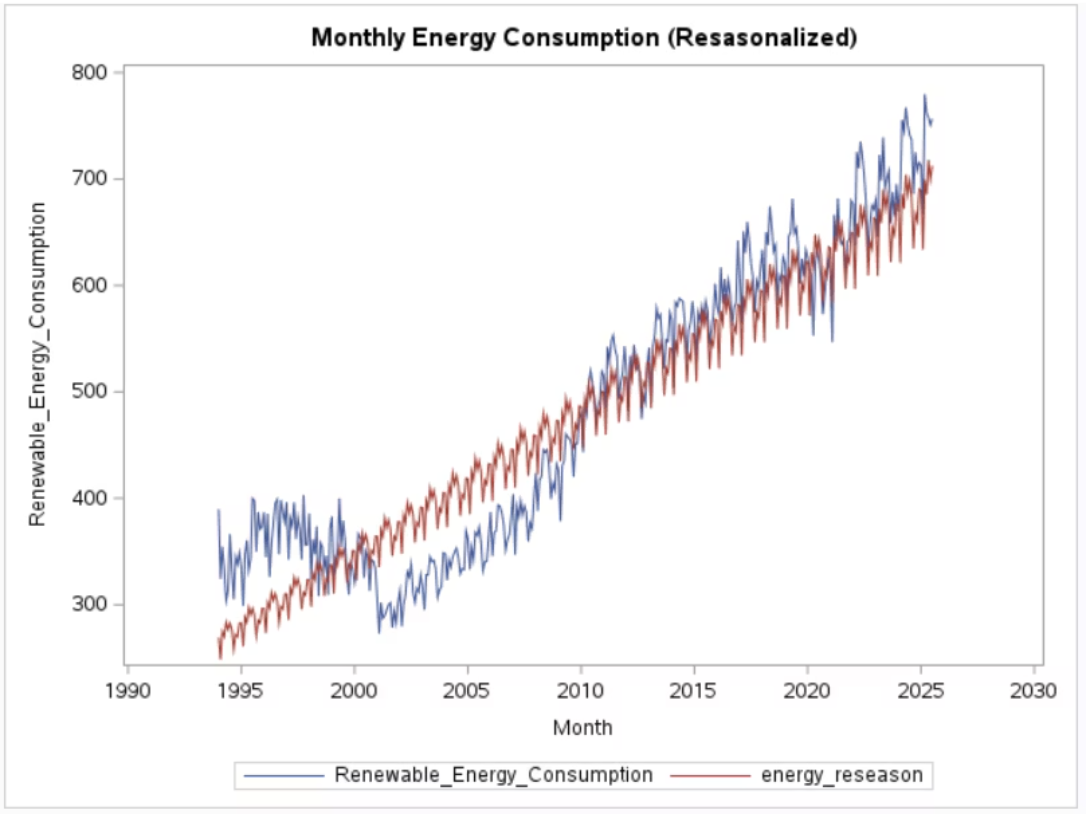 Monthly Energy Consumption (Resasonalized)
Renewable_Energy_Consumption
800
700
600
500
400
300
1990 1995 2000 2005 2010 2015 2020 2025 2030
Month
Renewable_Energy_Consumption energy_reseason